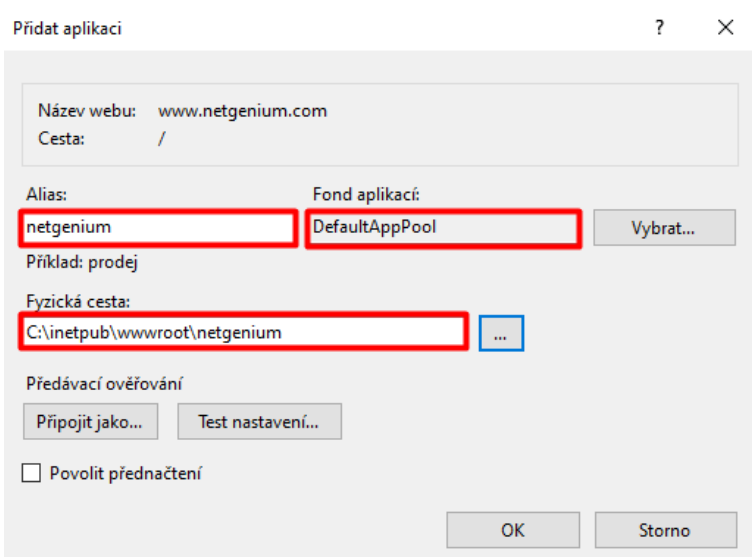 Přidat aplikaci ?
Název webu: www.netgenium.com
Cesta: /
Alias: Fond aplikací:
netgenium DefaultAppPool Vybrat...
Příklad: prodej
Fyzická cesta:
C:\inetpub\wwwroot\netgenium ...
Předávací ověřování
Připojit jako... Test nastavení...
Povolit přednačtení
OK Storno